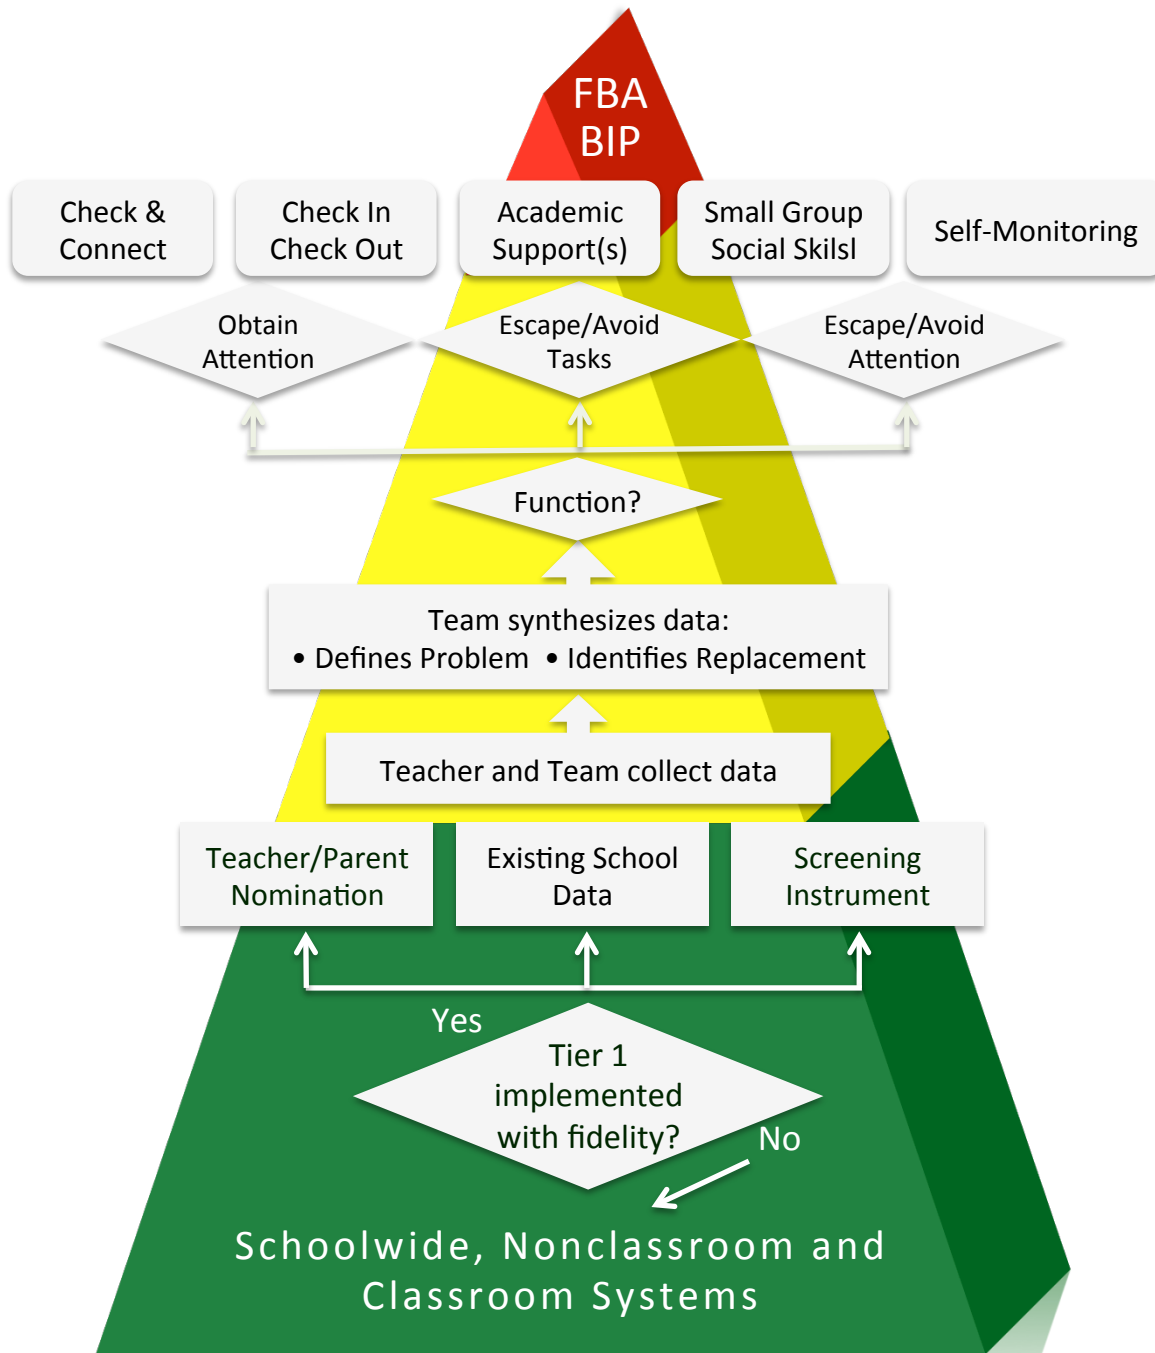 FBA
BIP
Check &
Connect
Check In
Check Out
Academic
Support(s)
Small Group
Social Skilsl
Self-Monitoring
Obtain
Attention
Escape/Avoid
Tasks
Escape/Avoid
Attention
Function?
Team synthesizes data:
• Defines Problem • Identifies Replacement
Teacher and Team collect data
Teacher/Parent
Nomination
Existing School
Data
Screening
Instrument
Yes
Tier 1
implemented
with fidelity?
No
Schoolwide, Nonclassroom and
Classroom Systems